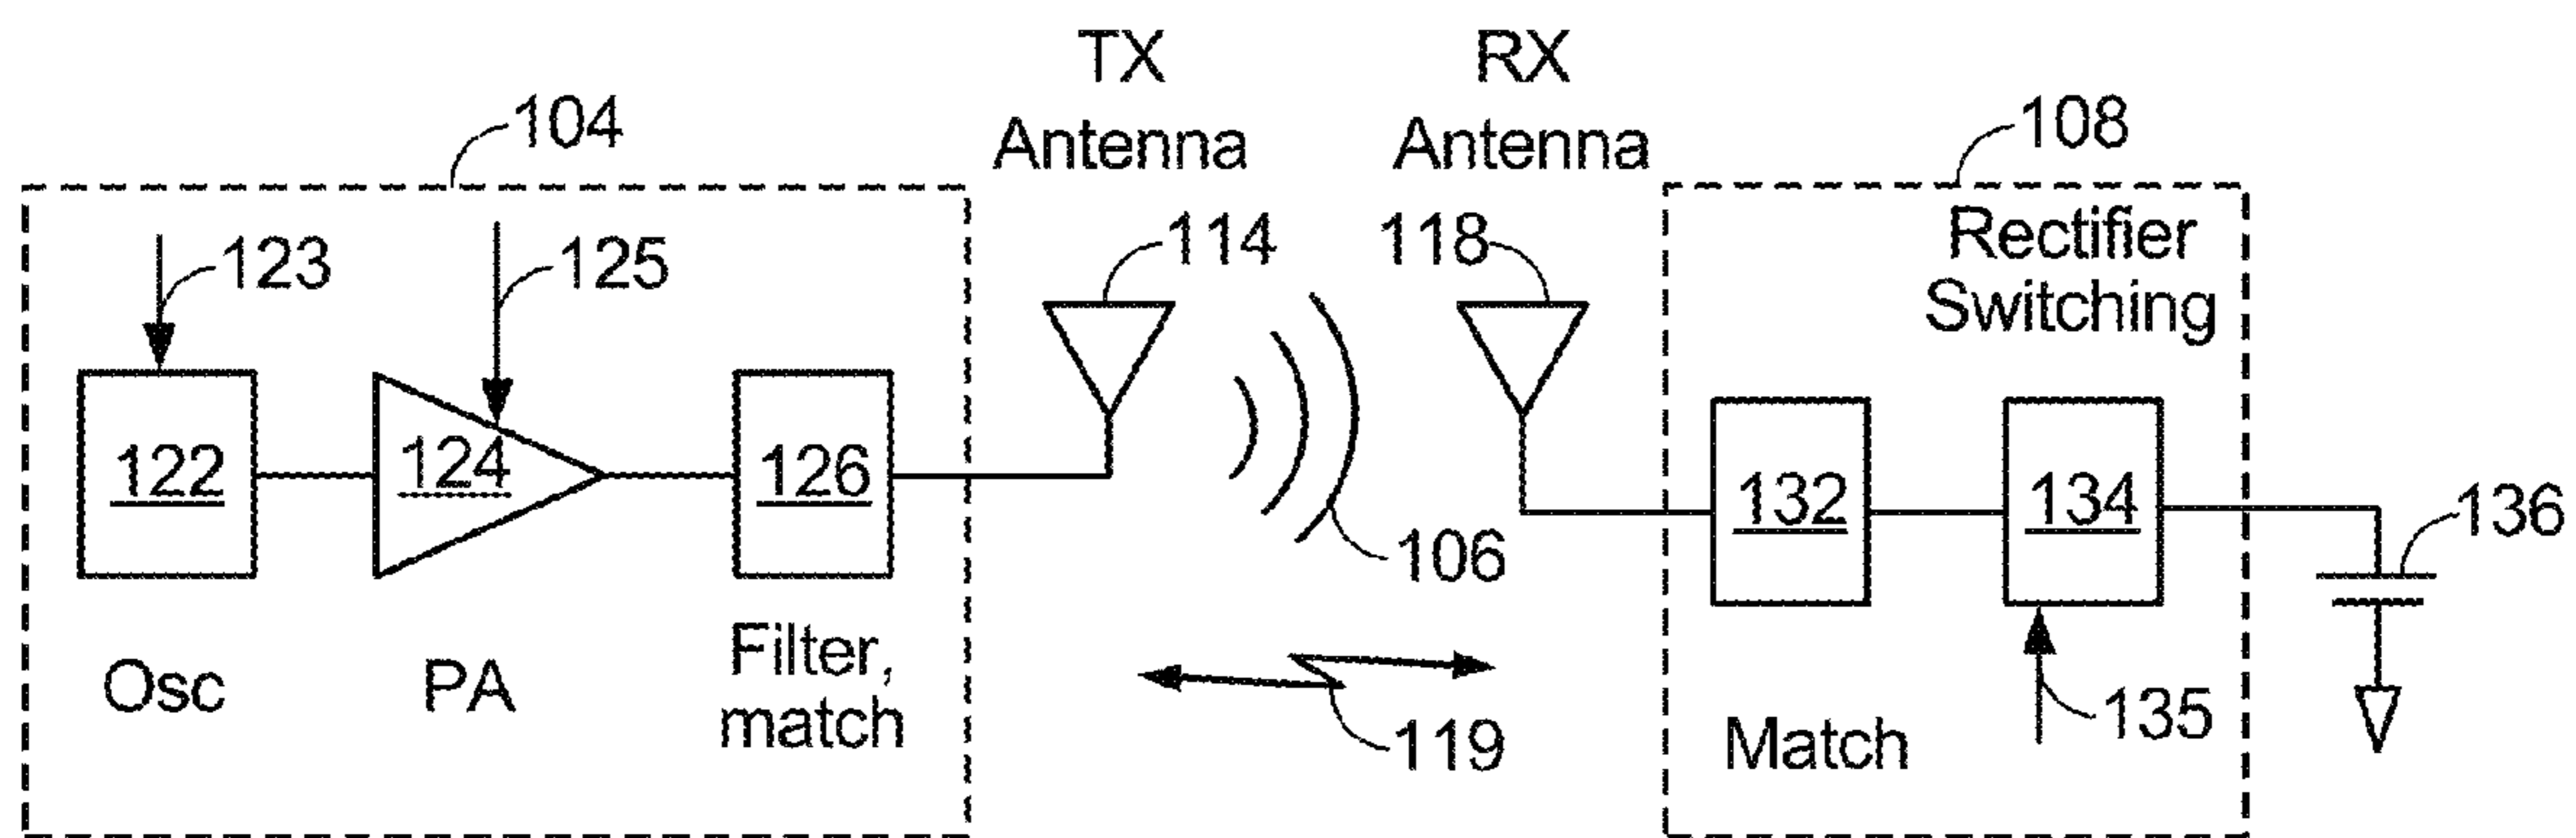 TX
Antenna
RX
Antenna
104
108
Rectifier
Switching
123
125
114
118
122
124
126
132
134
136
106
Osc
PA
Filter,
match
119
Match
135